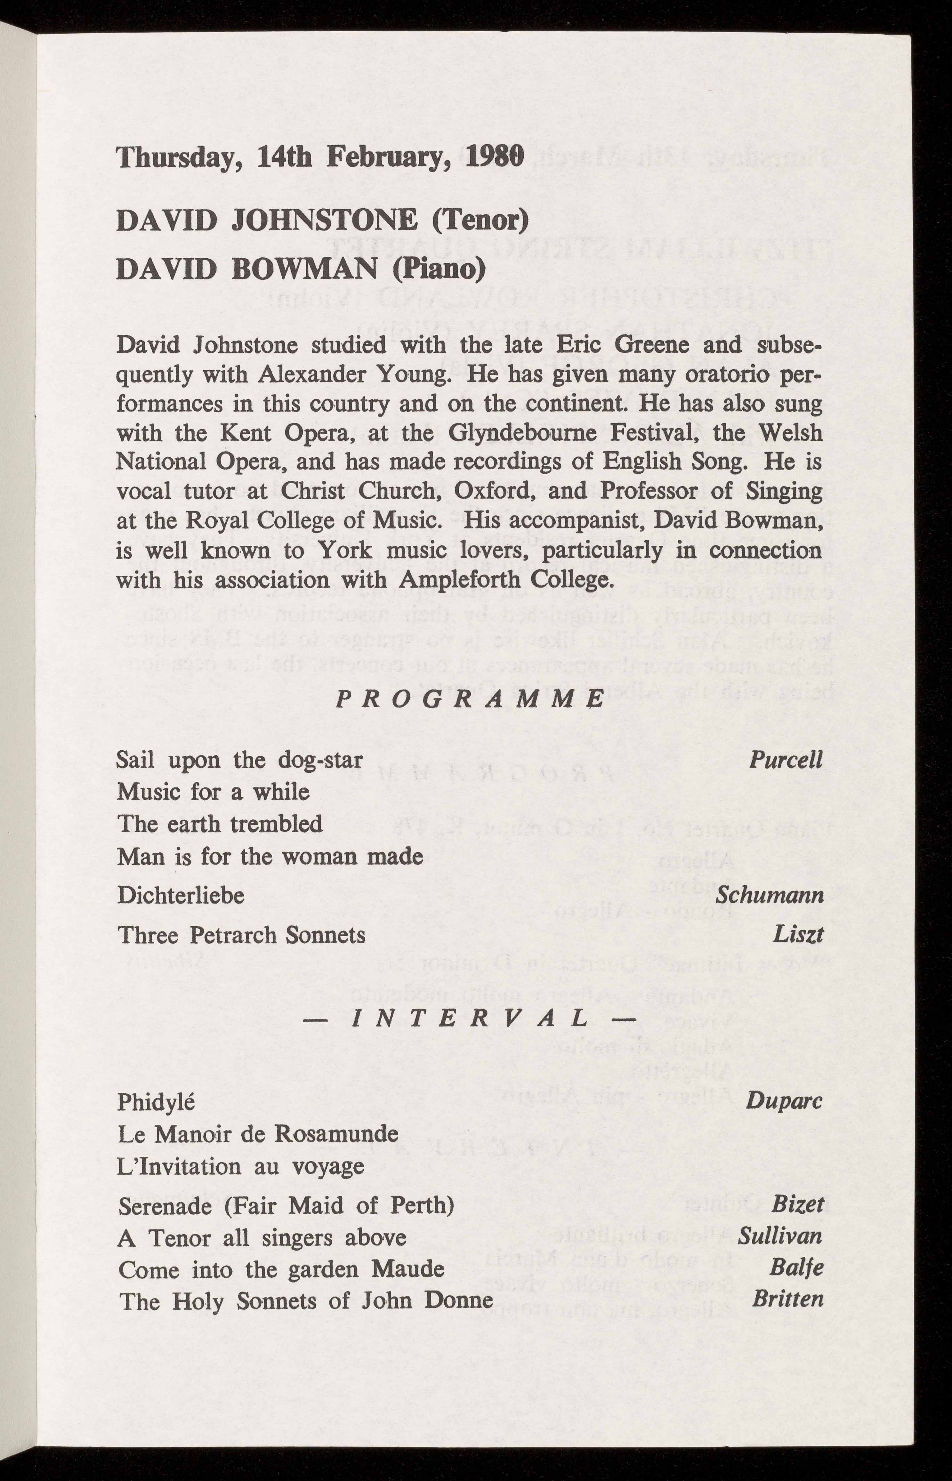 Thursday, 14th February, 1980
DAVID JOHNSTONE (Tenor)
DAVID BOWMAN (Piano)
David Johnstone studied with the late Eric Greene and subse-
quently with Alexander Young. He has given many oratorio per-
formances in this country and on the continent. He has also sung
with the Kent Opera, at the Glyndebourne Festival, the Welsh
National Opera, and has made recordings of English Song. He is
vocal tutor at Christ Church, Oxford, and Professor of Singing
at the Royal College of Music. His accompanist, David Bowman,
is well known to York music lovers, particularly in connection
with his association with Ampleforth College.
PROGRAMME
Sail upon the dog-star Purcell
Music for a while
The earth trembled
Man is for the woman made
Dichterliebe Schumann
Three Petrarch Sonnets Liszt
— INTERVAL —
Phidylé Duparc
Le Manoir de Rosamunde
L'Invitation au voyage
Serenade (Fair Maid of Perth) Bizet
A Tenor all singers above Sullivan
Come into the garden Maude Balfe
The Holy Sonnets of John Donne Britten